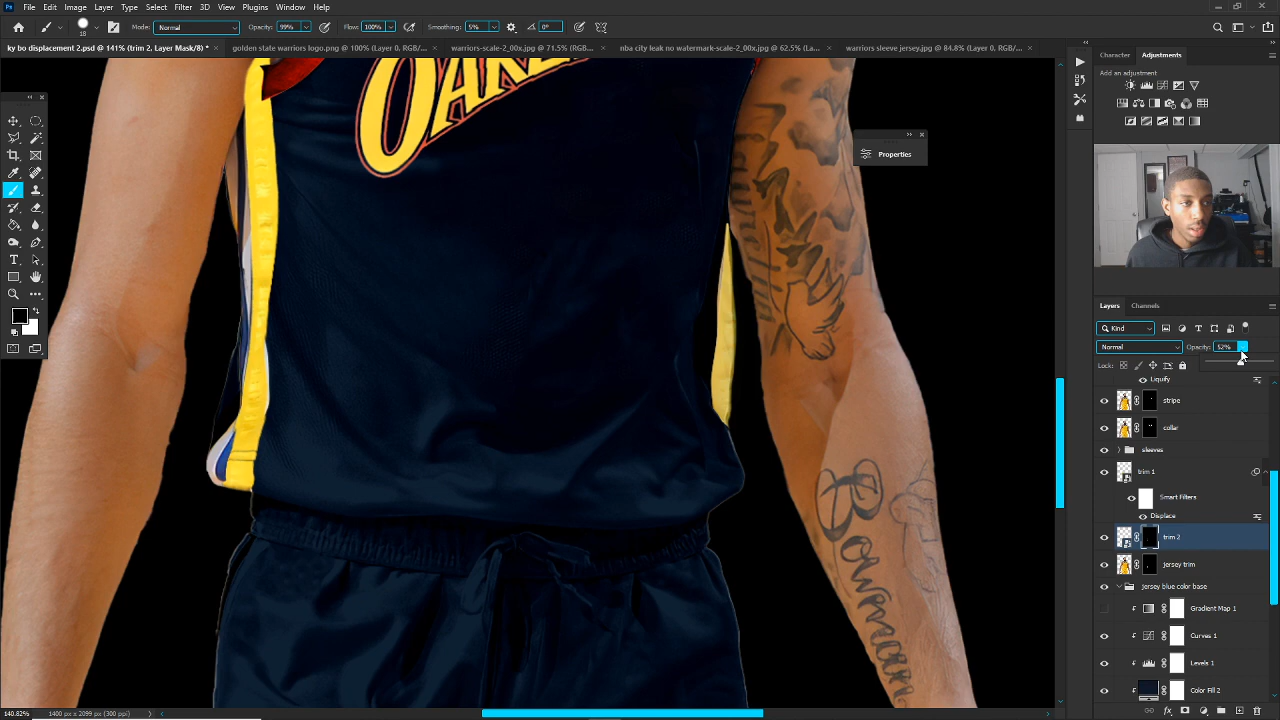 File Edit Image Layer Type Select Filter 3D View Plugins Window Help
18 Mode: Normal Opacity: 99% Flow: 100% Smoothing: 5% 0°
ky bo displacement 2.psd @ 141% (trim 2, Layer Mask/8) * × golden state warriors logo.png @ 100% (Layer 0, RGB/... × warriors-scale-2_00x.jpg @ 71.5% (RGB... × nba city leak no watermark-scale-2_00x.jpg @ 62.5% (Lay... × warriors sleeve jersey.jpg @ 84.8% (Layer 0, RGB/... ×
Character Adjustments
Add an adjustment
Properties
Bowman
Layers Channels
Kind
Normal Opacity: 52%
Lock:
Liquify
stripe
collar
sleeves
trim 1
Smart Filters
Displace
trim 2
jersey trim
jersey blue color base
Gradient Map 1
Curves 1
Levels 1
Color Fill 2
140.82% 1400 px x 2099 px (300 ppi)